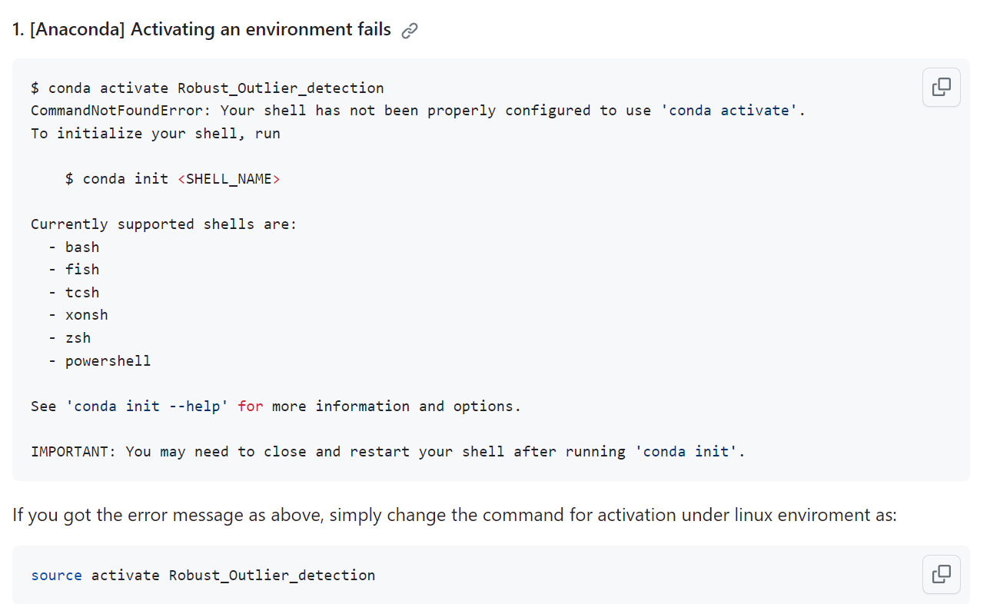 1. [Anaconda] Activating an environment fails
$ conda activate Robust_Outlier_detection
CommandNotFoundError: Your shell has not been properly configured to use 'conda activate'.
To initialize your shell, run
$ conda init <SHELL_NAME>
Currently supported shells are:
- bash
- fish
- tcsh
- xonsh
- zsh
- powershell
See 'conda init --help' for more information and options.
IMPORTANT: You may need to close and restart your shell after running 'conda init'.
If you got the error message as above, simply change the command for activation under linux enviroment as:
source activate Robust_Outlier_detection